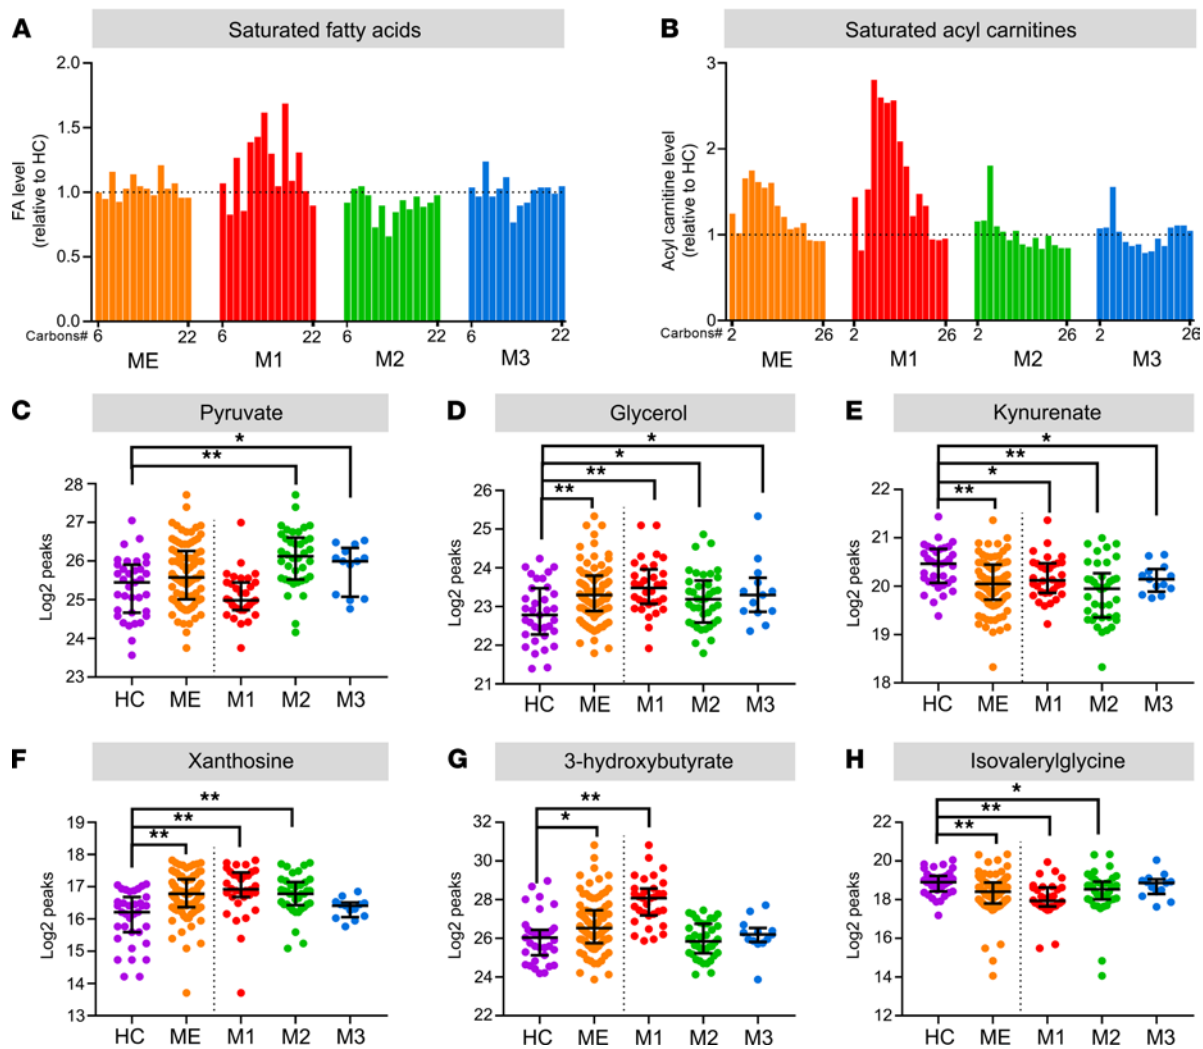 A
Saturated fatty acids
2.0
1.5
1.0
0.5
0.0
FA level
(relative to HC)
Carbons#
6 22 6 22 6 22 6 22
ME M1 M2 M3
B
Saturated acyl carnitines
3
2
1
0
Acyl carnitine level
(relative to HC)
Carbons#
2 26 2 26 2 26 2 26
ME M1 M2 M3
C
Pyruvate
*
**
28
27
26
25
24
23
Log2 peaks
HC ME M1 M2 M3
D
Glycerol
*
*
**
**
26
25
24
23
22
21
Log2 peaks
HC ME M1 M2 M3
E
Kynurenate
*
**
*
**
22
21
20
19
18
Log2 peaks
HC ME M1 M2 M3
F
Xanthosine
**
**
**
19
18
17
16
15
14
13
Log2 peaks
HC ME M1 M2 M3
G
3-hydroxybutyrate
**
*
32
30
28
26
24
22
Log2 peaks
HC ME M1 M2 M3
H
Isovalerylglycine
*
**
**
22
20
18
16
14
12
Log2 peaks
HC ME M1 M2 M3